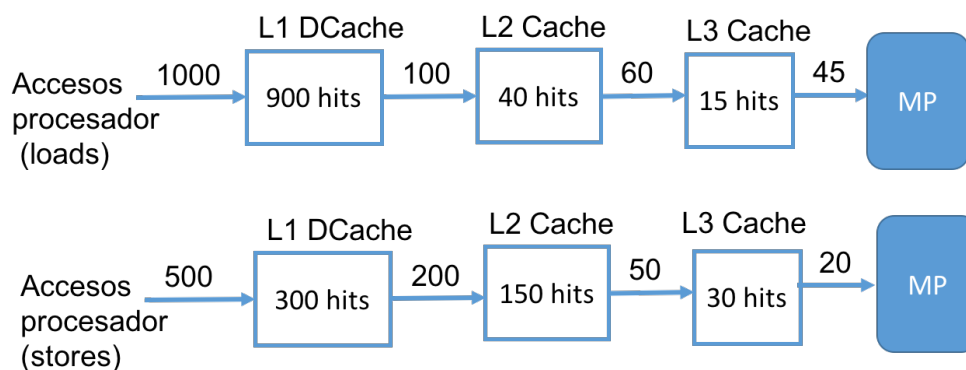 L1 DCache
L2 Cache
L3 Cache
Accesos
procesador
(loads)
1000
900 hits
100
40 hits
60
15 hits
45
MP
L1 DCache
L2 Cache
L3 Cache
Accesos
procesador
(stores)
500
300 hits
200
150 hits
50
30 hits
20
MP